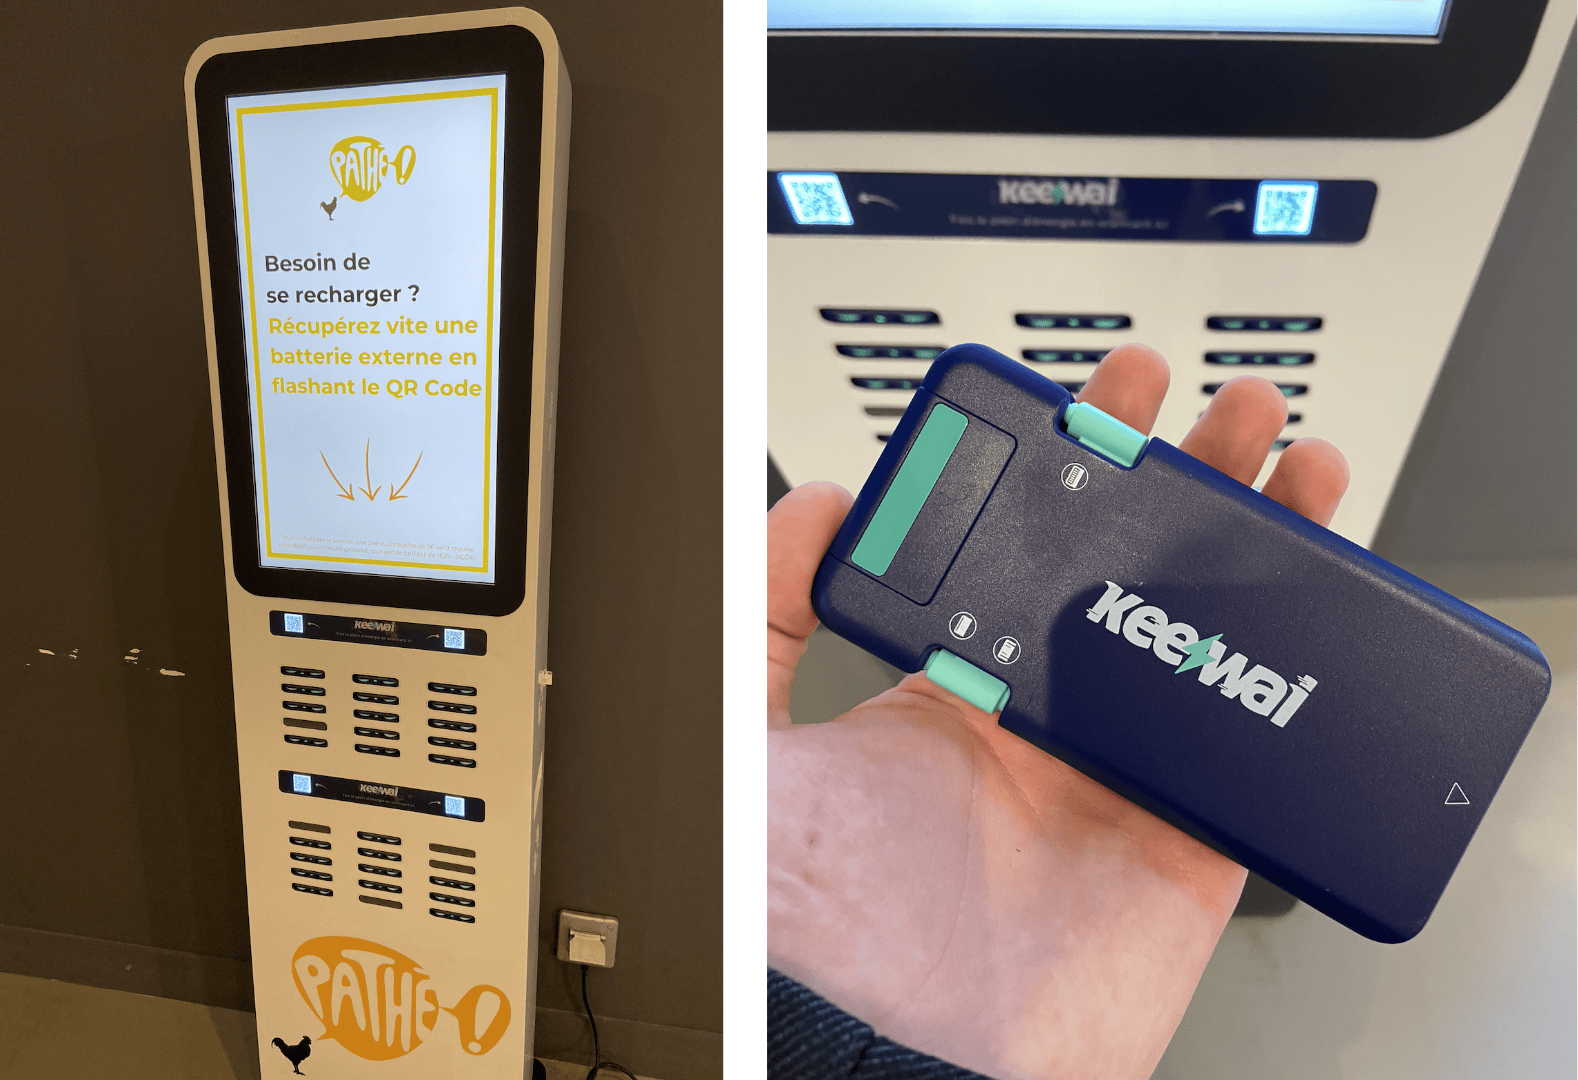 PATHÉ!
Besoin de
se recharger ?
Récupérez vite une
batterie externe en
flashant le QR Code
KeeWai
KeeWai
PATHÉ!
KeeWai
KeeWai